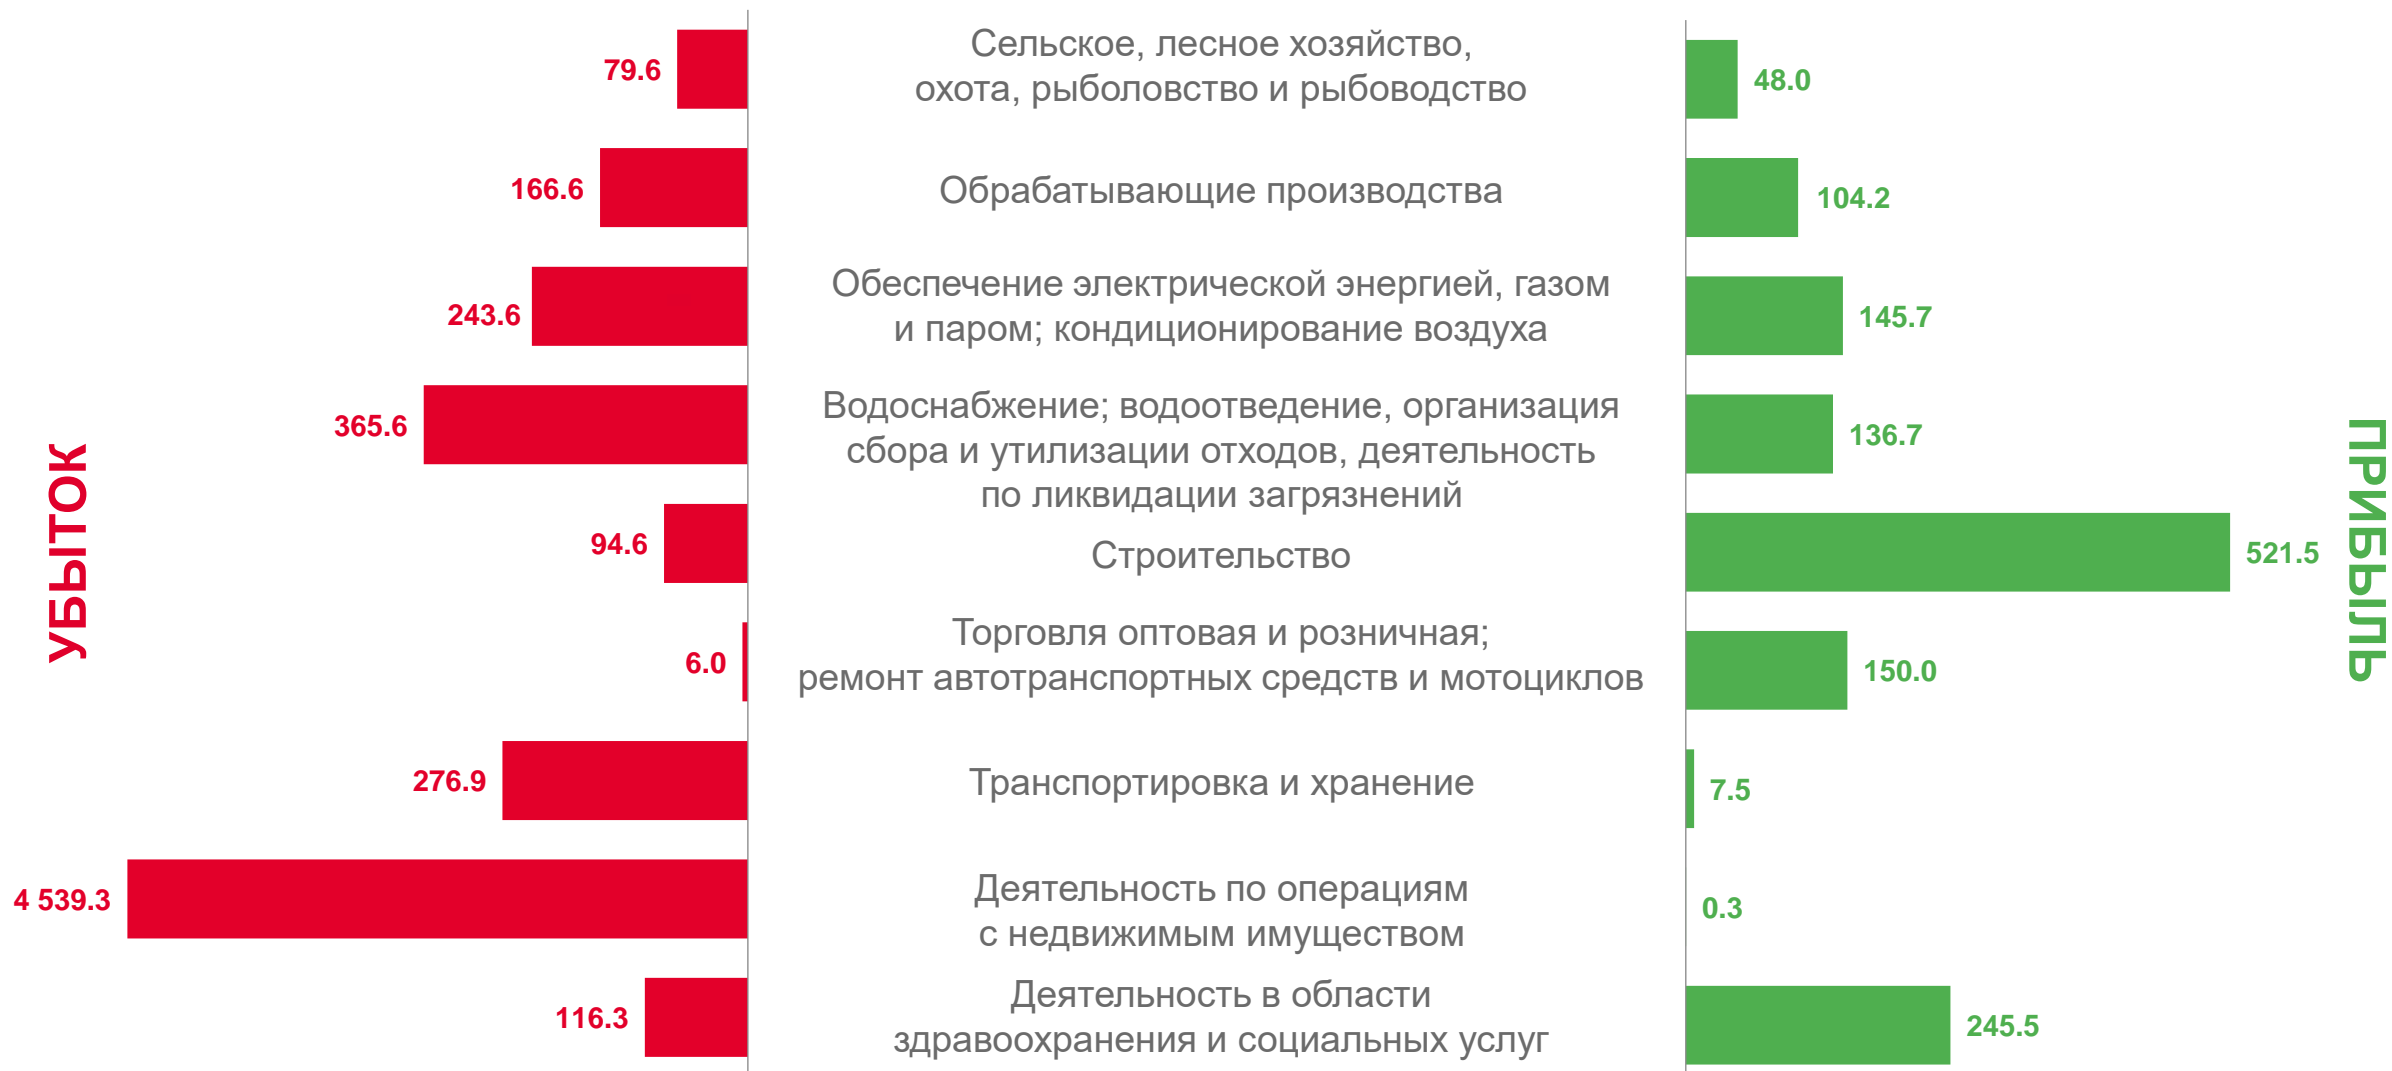 УБЫТОК
79.6
Сельское, лесное хозяйство,
охота, рыболовство и рыбоводство
48.0
166.6
Обрабатывающие производства
104.2
243.6
Обеспечение электрической энергией, газом
и паром; кондиционирование воздуха
145.7
365.6
Водоснабжение; водоотведение, организация
сбора и утилизации отходов, деятельность
по ликвидации загрязнений
136.7
94.6
Строительство
521.5
6.0
Торговля оптовая и розничная;
ремонт автотранспортных средств и мотоциклов
150.0
276.9
Транспортировка и хранение
7.5
4 539.3
Деятельность по операциям
с недвижимым имуществом
0.3
116.3
Деятельность в области
здравоохранения и социальных услуг
245.5
ПРИБЫЛЬ